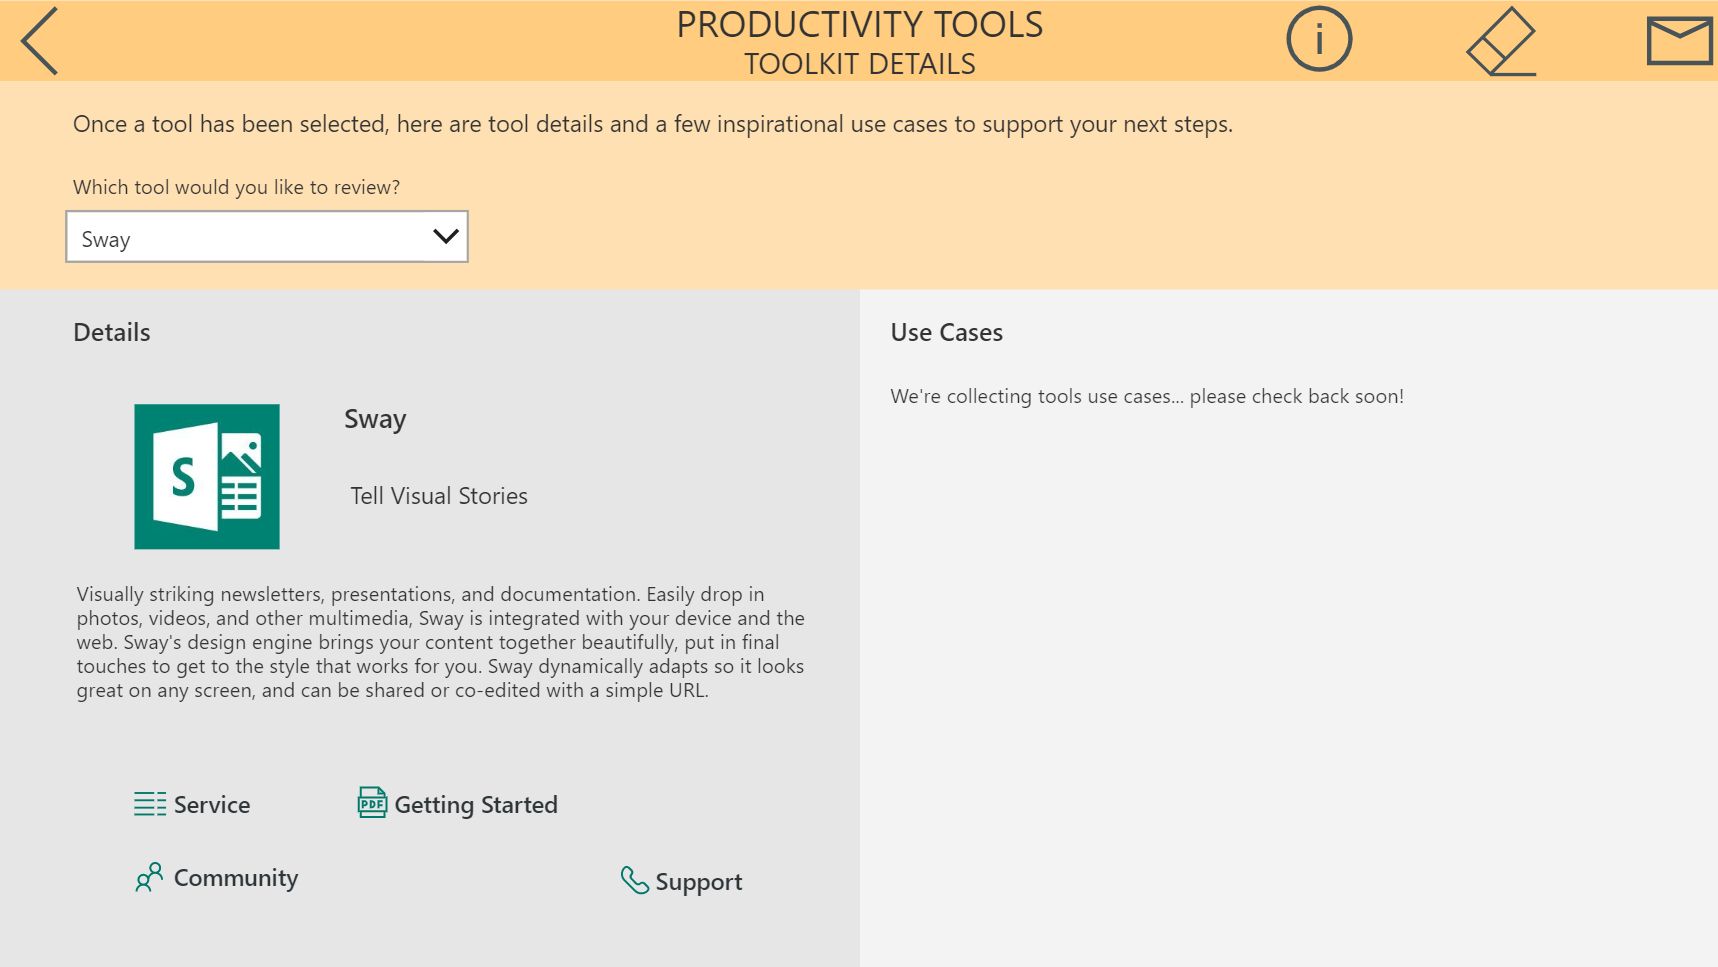 PRODUCTIVITY TOOLS
TOOLKIT DETAILS
i
Once a tool has been selected, here are tool details and a few inspirational use cases to support your next steps.
Which tool would you like to review?
Sway
Details
S
Sway
Tell Visual Stories
Visually striking newsletters, presentations, and documentation. Easily drop in
photos, videos, and other multimedia, Sway is integrated with your device and the
web. Sway's design engine brings your content together beautifully, put in final
touches to get to the style that works for you. Sway dynamically adapts so it looks
great on any screen, and can be shared or co-edited with a simple URL.
Service
PDF Getting Started
Community
Support
Use Cases
We're collecting tools use cases... please check back soon!